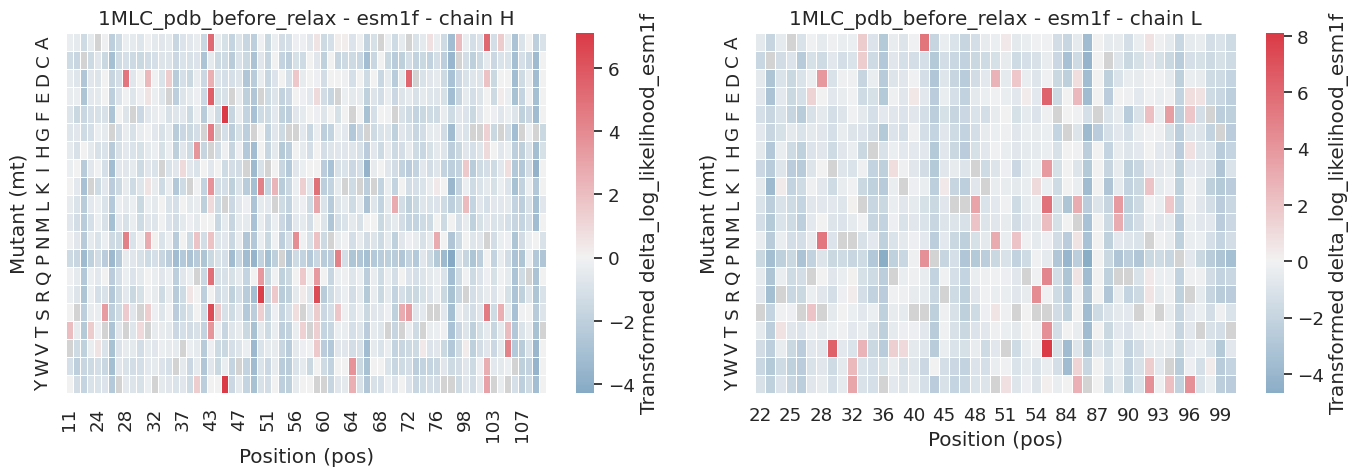 1MLC_pdb_before_relax - esm1f - chain H
Mutant (mt)
A
C
D
E
F
G
H
I
K
L
M
N
P
Q
R
S
T
V
W
Y
11 24 28 32 37 43 47 51 56 60 64 72 76 98 103 107
Position (pos)
6
4
2
0
−2
−4
Transformed delta_log_likelihood_esm1f
1MLC_pdb_before_relax - esm1f - chain L
Mutant (mt)
A
C
D
E
F
G
H
I
K
L
M
N
P
Q
R
S
T
V
W
Y
22 25 28 32 36 40 45 48 51 54 84 87 90 93 96 99
Position (pos)
8
6
4
2
0
−2
−4
Transformed delta_log_likelihood_esm1f